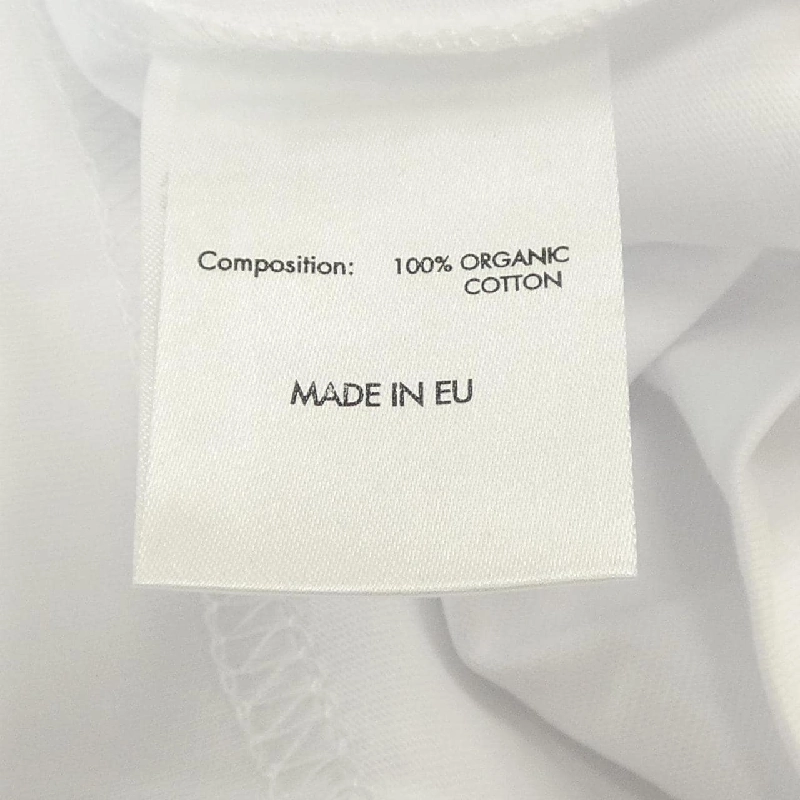 Composition: 100% ORGANIC
COTTON
MADE IN EU